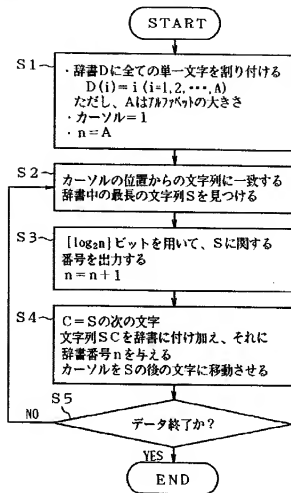 START
S1
・辞書Dに全ての単一文字を割り付ける
D(i)=i(i=1,2,･･･,A)
ただし、Aはアルファベットの大きさ
・カーソル=1
・n=A
S2
カーソルの位置からの文字列に一致する
辞書中の最長の文字列Sを見つける
S3
[log₂n]ビットを用いて、Sに関する
番号を出力する
n=n+1
S4
C=Sの次の文字
文字列SCを辞書に付け加え、それに
辞書番号nを与える
カーソルをSの後の文字に移動させる
S5
NO
データ終了か?
YES
END